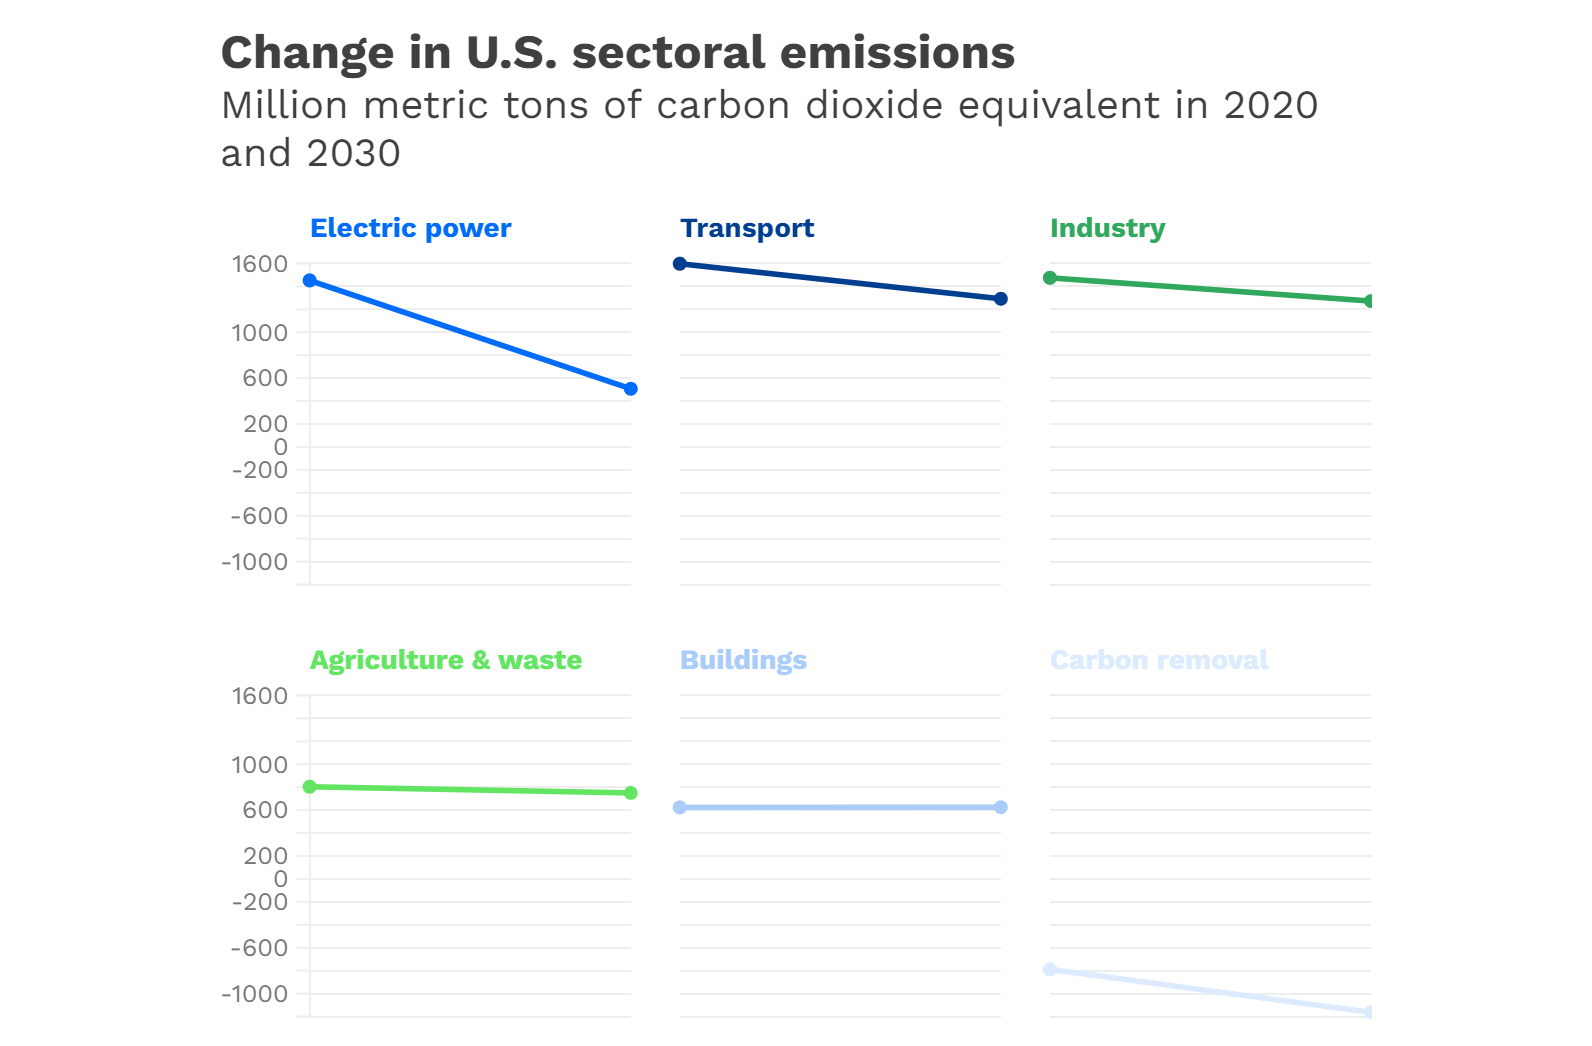 Change in U.S. sectoral emissions
Million metric tons of carbon dioxide equivalent in 2020
and 2030
Electric power
Transport
Industry
1600
1000
600
200
0
-200
-600
-1000
Agriculture & waste
Buildings
Carbon removal
1600
1000
600
200
0
-200
-600
-1000